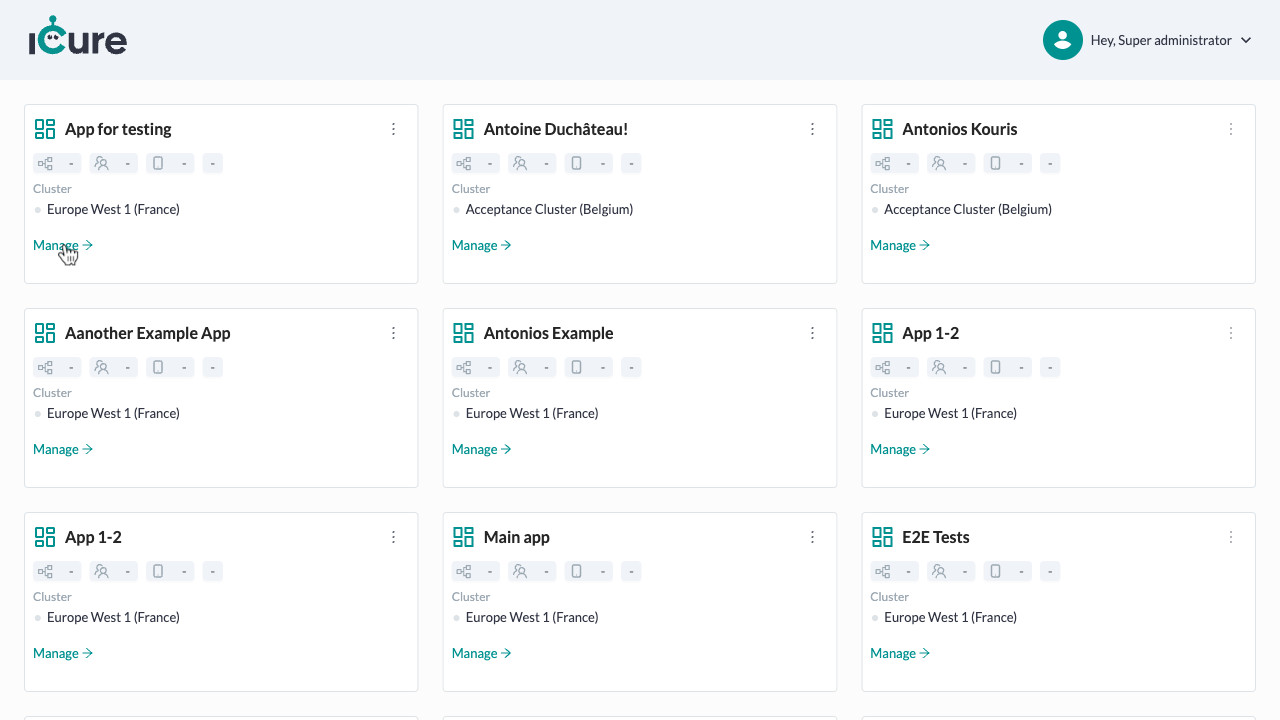 iCure
Hey, Super administrator
App for testing
- - - -
Cluster
Europe West 1 (France)
Manage
Antoine Duchâteau!
- - - -
Cluster
Acceptance Cluster (Belgium)
Manage
Antonios Kouris
- - - -
Cluster
Acceptance Cluster (Belgium)
Manage
Aanother Example App
- - - -
Cluster
Europe West 1 (France)
Manage
Antonios Example
- - - -
Cluster
Europe West 1 (France)
Manage
App 1-2
- - - -
Cluster
Europe West 1 (France)
Manage
App 1-2
- - - -
Cluster
Europe West 1 (France)
Manage
Main app
- - - -
Cluster
Europe West 1 (France)
Manage
E2E Tests
- - - -
Cluster
Europe West 1 (France)
Manage